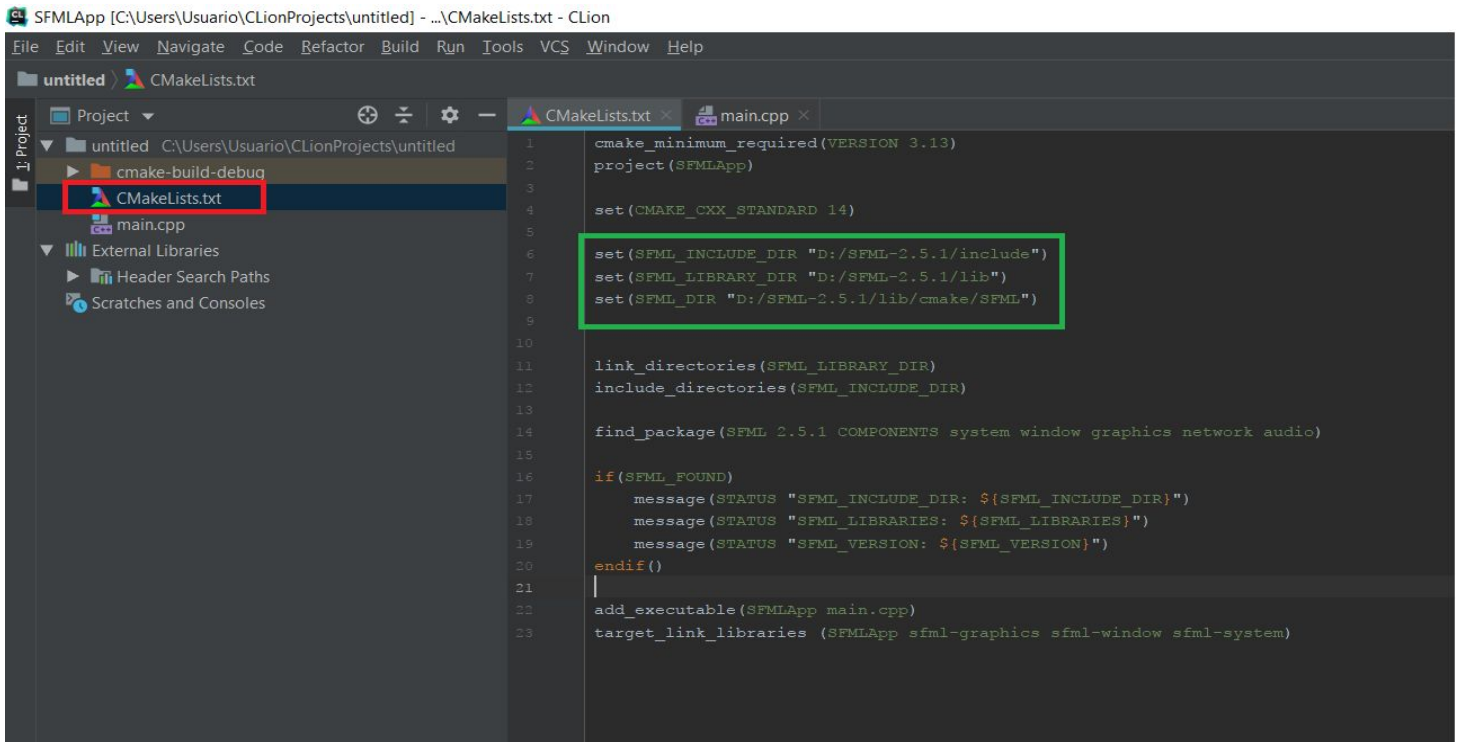 SFMLApp [C:\Users\Usuario\CLionProjects\untitled] - ...\CMakeLists.txt - CLion
File Edit View Navigate Code Refactor Build Run Tools VCS Window Help
untitled CMakeLists.txt
1: Project
Project
untitled C:\Users\Usuario\CLionProjects\untitled
cmake-build-debug
CMakeLists.txt
main.cpp
External Libraries
Header Search Paths
Scratches and Consoles
CMakeLists.txt main.cpp
1 cmake_minimum_required(VERSION 3.13)
2 project(SFMLApp)
3
4 set(CMAKE_CXX_STANDARD 14)
5
6 set(SFML_INCLUDE_DIR "D:/SFML-2.5.1/include")
7 set(SFML_LIBRARY_DIR "D:/SFML-2.5.1/lib")
8 set(SFML_DIR "D:/SFML-2.5.1/lib/cmake/SFML")
9
10
11 link_directories(SFML_LIBRARY_DIR)
12 include_directories(SFML_INCLUDE_DIR)
13
14 find_package(SFML 2.5.1 COMPONENTS system window graphics network audio)
15
16 if(SFML_FOUND)
17 message(STATUS "SFML_INCLUDE_DIR: ${SFML_INCLUDE_DIR}")
18 message(STATUS "SFML_LIBRARIES: ${SFML_LIBRARIES}")
19 message(STATUS "SFML_VERSION: ${SFML_VERSION}")
20 endif()
21
22 add_executable(SFMLApp main.cpp)
23 target_link_libraries (SFMLApp sfml-graphics sfml-window sfml-system)